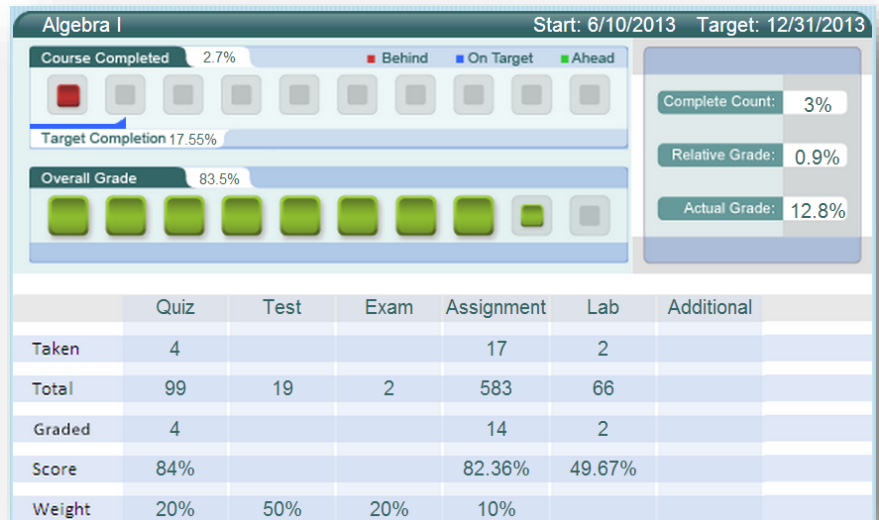 Algebra I Start: 6/10/2013 Target: 12/31/2013
Course Completed 2.7% Behind On Target Ahead
Target Completion 17.55%
Overall Grade 83.5%
Complete Count: 3%
Relative Grade: 0.9%
Actual Grade: 12.8%
Quiz Test Exam Assignment Lab Additional
Taken 4 17 2
Total 99 19 2 583 66
Graded 4 14 2
Score 84% 82.36% 49.67%
Weight 20% 50% 20% 10%